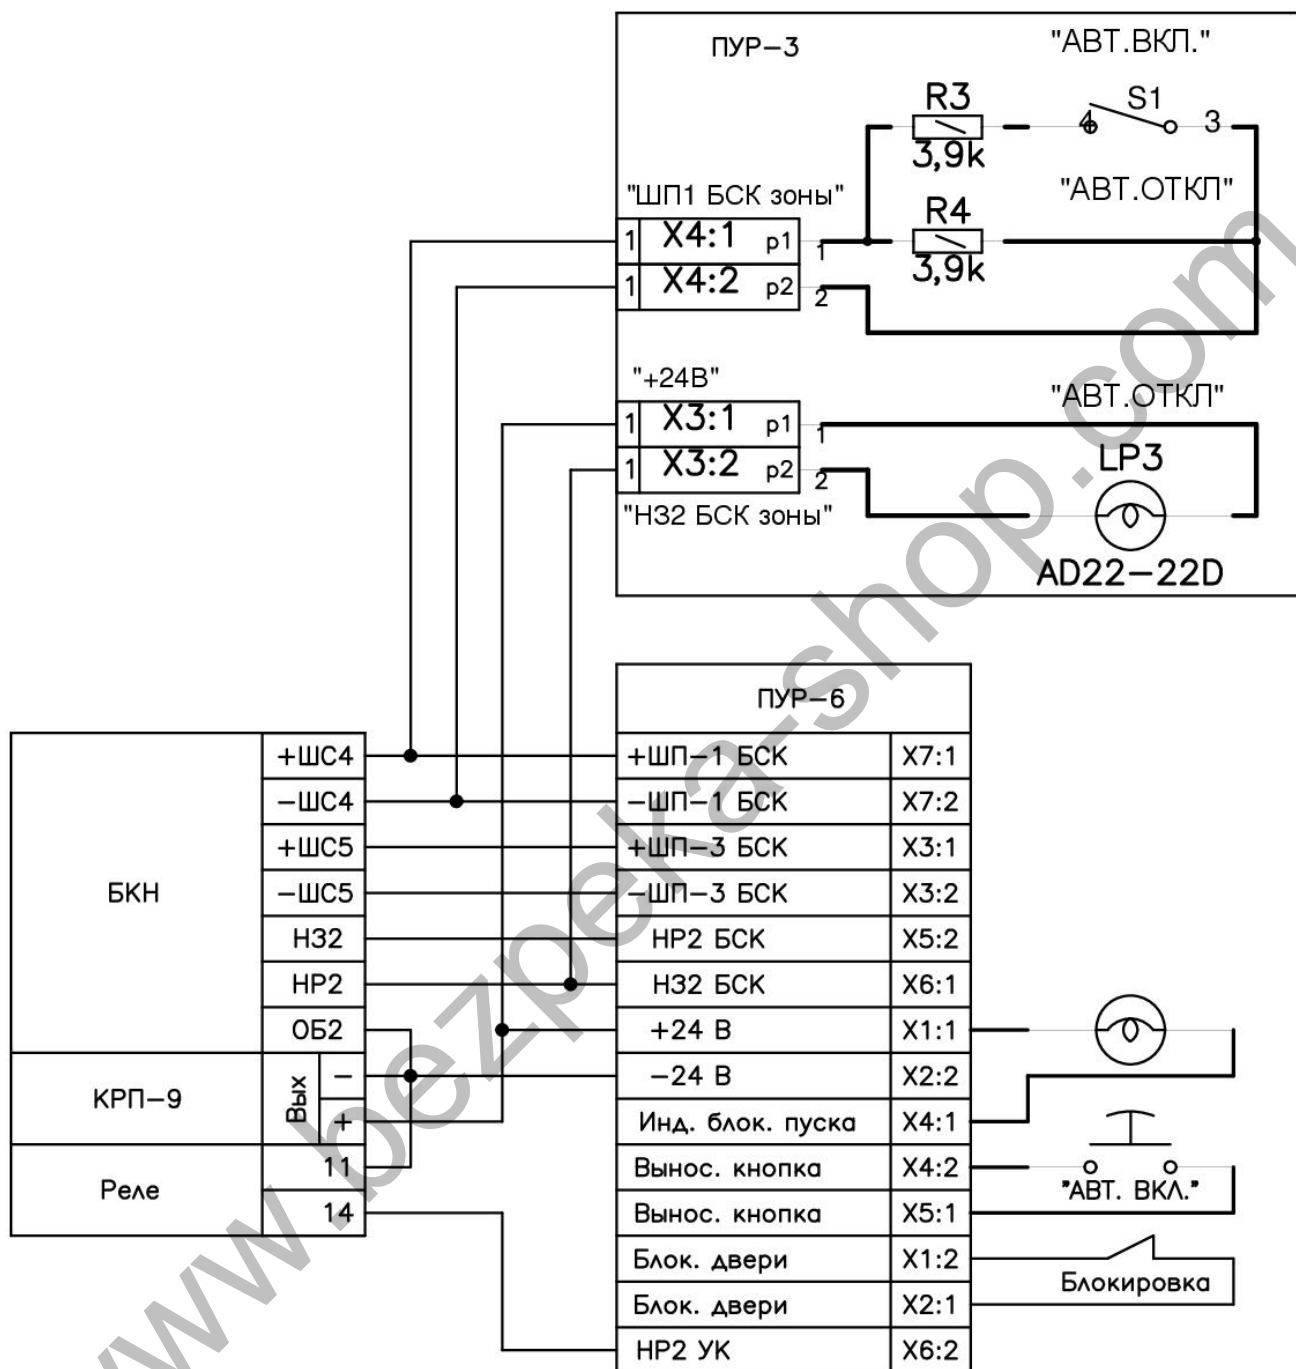 ПУР-3
"АВТ.ВКЛ."
R3
S1
4
3
3,9k
"АВТ.ОТКЛ"
"ШП1 БСК зоны"
R4
1 X4:1 p1 1
3,9k
1 X4:2 p2 2
"+24В"
"АВТ.ОТКЛ"
1 X3:1 p1 1
LP3
1 X3:2 p2 2
"НЗ2 БСК зоны"
AD22-22D
ПУР-6
+ШС4 +ШП-1 БСК X7:1
-ШС4 -ШП-1 БСК X7:2
+ШС5 +ШП-3 БСК X3:1
БКН -ШС5 -ШП-3 БСК X3:2
НЗ2 НР2 БСК X5:2
НР2 НЗ2 БСК X6:1
ОБ2 +24 В X1:1
КРП-9 Вых - -24 В X2:2
+ Инд. блок. пуска X4:1
Реле 11 Вынос. кнопка X4:2
"АВТ. ВКЛ."
14 Вынос. кнопка X5:1
Блок. двери X1:2
Блокировка
Блок. двери X2:1
НР2 УК X6:2
www.bezpeka-shop.com